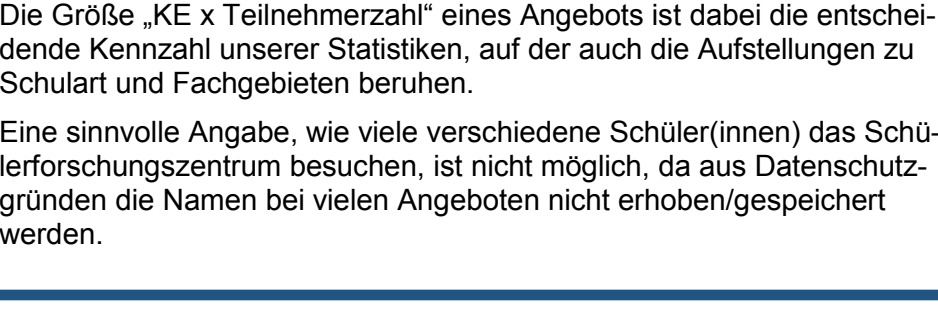 Die Größe „KE x Teilnehmerzahl“ eines Angebots ist dabei die entschei-
dende Kennzahl unserer Statistiken, auf der auch die Aufstellungen zu
Schulart und Fachgebieten beruhen.
Eine sinnvolle Angabe, wie viele verschiedene Schüler(innen) das Schü-
lerforschungszentrum besuchen, ist nicht möglich, da aus Datenschutz-
gründen die Namen bei vielen Angeboten nicht erhoben/gespeichert
werden.